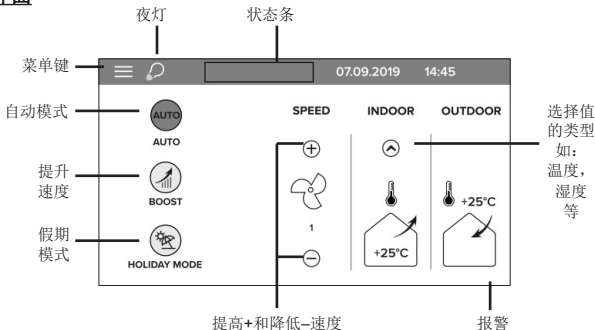 夜灯
状态条
菜单键
07.09.2019 14:45
自动模式
AUTO
AUTO
SPEED
INDOOR
OUTDOOR
选择值
的类型
如：
温度，
湿度
等
提升
速度
BOOST
+25°C
假期
模式
1
+25°C
HOLIDAY MODE
提高+和降低–速度
报警